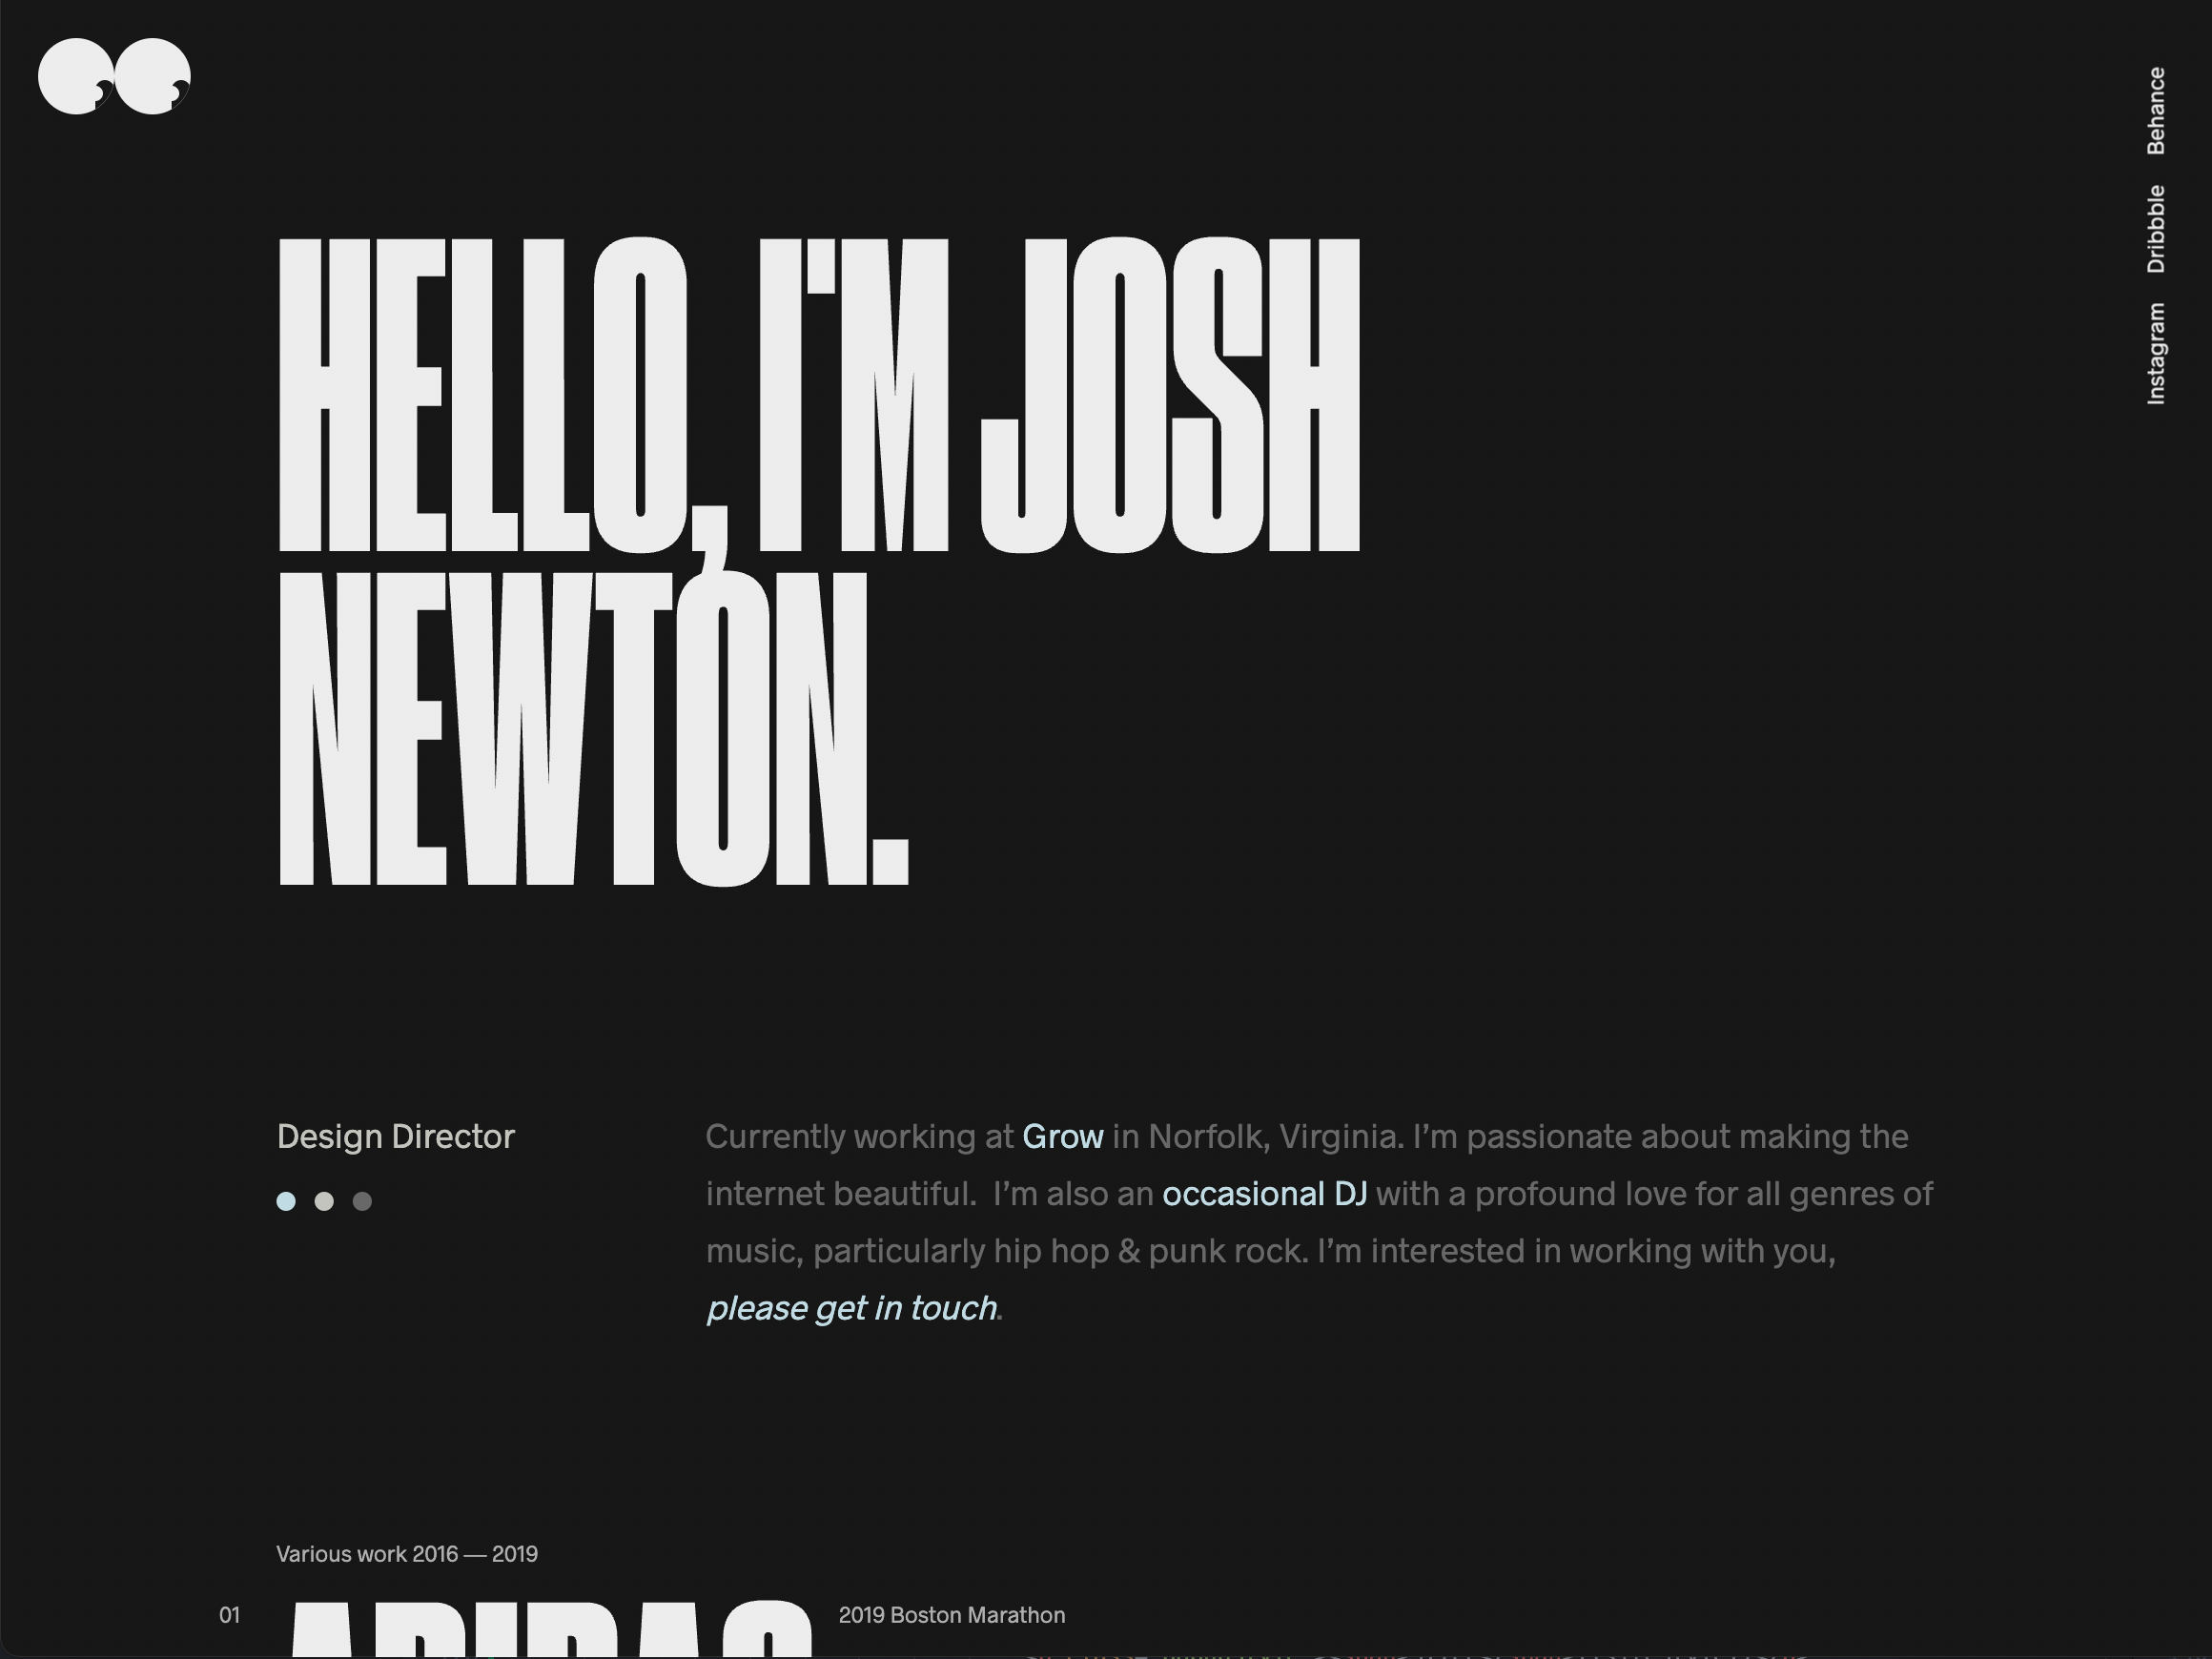 HELLO, I'M JOSH
NEWTON.
Behance
Dribbble
Instagram
Design Director
Currently working at Grow in Norfolk, Virginia. I’m passionate about making the
internet beautiful.  I’m also an occasional DJ with a profound love for all genres of
music, particularly hip hop & punk rock. I’m interested in working with you,
please get in touch.
Various work 2016 — 2019
01
ADIDAS
2019 Boston Marathon